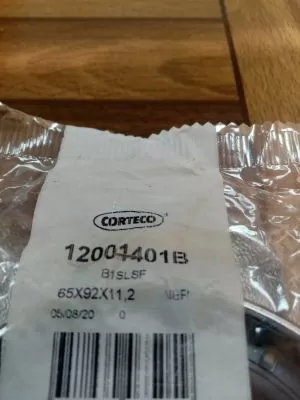 CORTECO
12001401B
B1SLSF
65X92X11,2 NBR
05/08/20 0